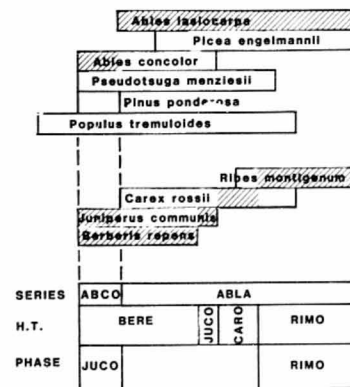 Abies lasiocarpa
Picea engelmannii
Abies concolor
Pseudotsuga menziesii
Pinus ponderosa
Populus tremuloides
Ribes montigenum
Carex rossii
Juniperus communis
Berberis repens
SERIES ABCO ABLA
H.T. BERE JUCO CARO RIMO
PHASE JUCO RIMO